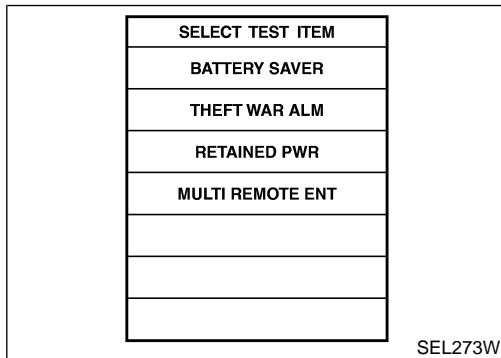 SELECT TEST ITEM
BATTERY SAVER
THEFT WAR ALM
RETAINED PWR
MULTI REMOTE ENT
SEL273W